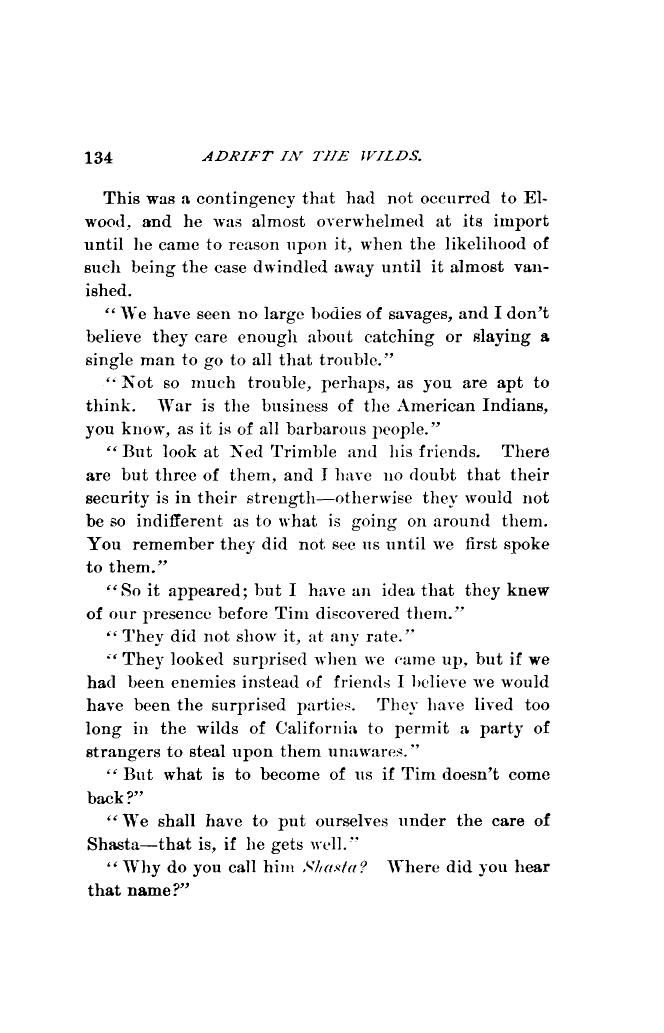 134 ADRIFT IN THE WILDS.
This was a contingency that had not occurred to El-
wood, and he was almost overwhelmed at its import
until he came to reason upon it, when the likelihood of
such being the case dwindled away until it almost van-
ished.
“We have seen no large bodies of savages, and I don’t
believe they care enough about catching or slaying a
single man to go to all that trouble.”
“Not so much trouble, perhaps, as you are apt to
think. War is the business of the American Indians,
you know, as it is of all barbarous people.”
“But look at Ned Trimble and his friends. There
are but three of them, and I have no doubt that their
security is in their strength—otherwise they would not
be so indifferent as to what is going on around them.
You remember they did not see us until we first spoke
to them.”
“So it appeared; but I have an idea that they knew
of our presence before Tim discovered them.”
“They did not show it, at any rate.”
“They looked surprised when we came up, but if we
had been enemies instead of friends I believe we would
have been the surprised parties. They have lived too
long in the wilds of California to permit a party of
strangers to steal upon them unawares.”
“But what is to become of us if Tim doesn’t come
back?”
“We shall have to put ourselves under the care of
Shasta—that is, if he gets well.”
“Why do you call him Shasta? Where did you hear
that name?”